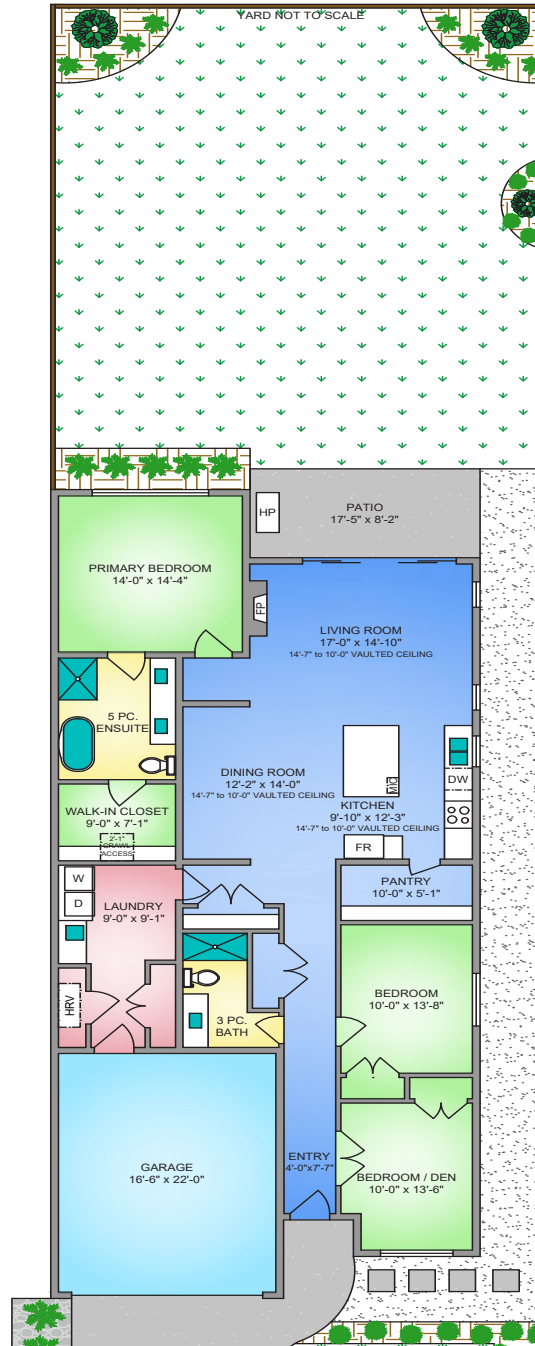 YARD NOT TO SCALE
HP
PATIO
17'-5" x 8'-2"
PRIMARY BEDROOM
14'-0" x 14'-4"
FP
LIVING ROOM
17'-0" x 14'-10"
14'-7" to 10'-0" VAULTED CEILING
5 PC.
ENSUITE
DINING ROOM
12'-2" x 14'-0"
14'-7" to 10'-0" VAULTED CEILING
MIC
DW
KITCHEN
9'-10" x 12'-3"
14'-7" to 10'-0" VAULTED CEILING
FR
WALK-IN CLOSET
9'-0" x 7'-1"
2'-1"
CRAWL
ACCESS
W
D
LAUNDRY
9'-0" x 9'-1"
PANTRY
10'-0" x 5'-1"
HRV
3 PC.
BATH
BEDROOM
10'-0" x 13'-8"
GARAGE
16'-6" x 22'-0"
ENTRY
4'-0"x7'-7"
BEDROOM / DEN
10'-0" x 13'-6"